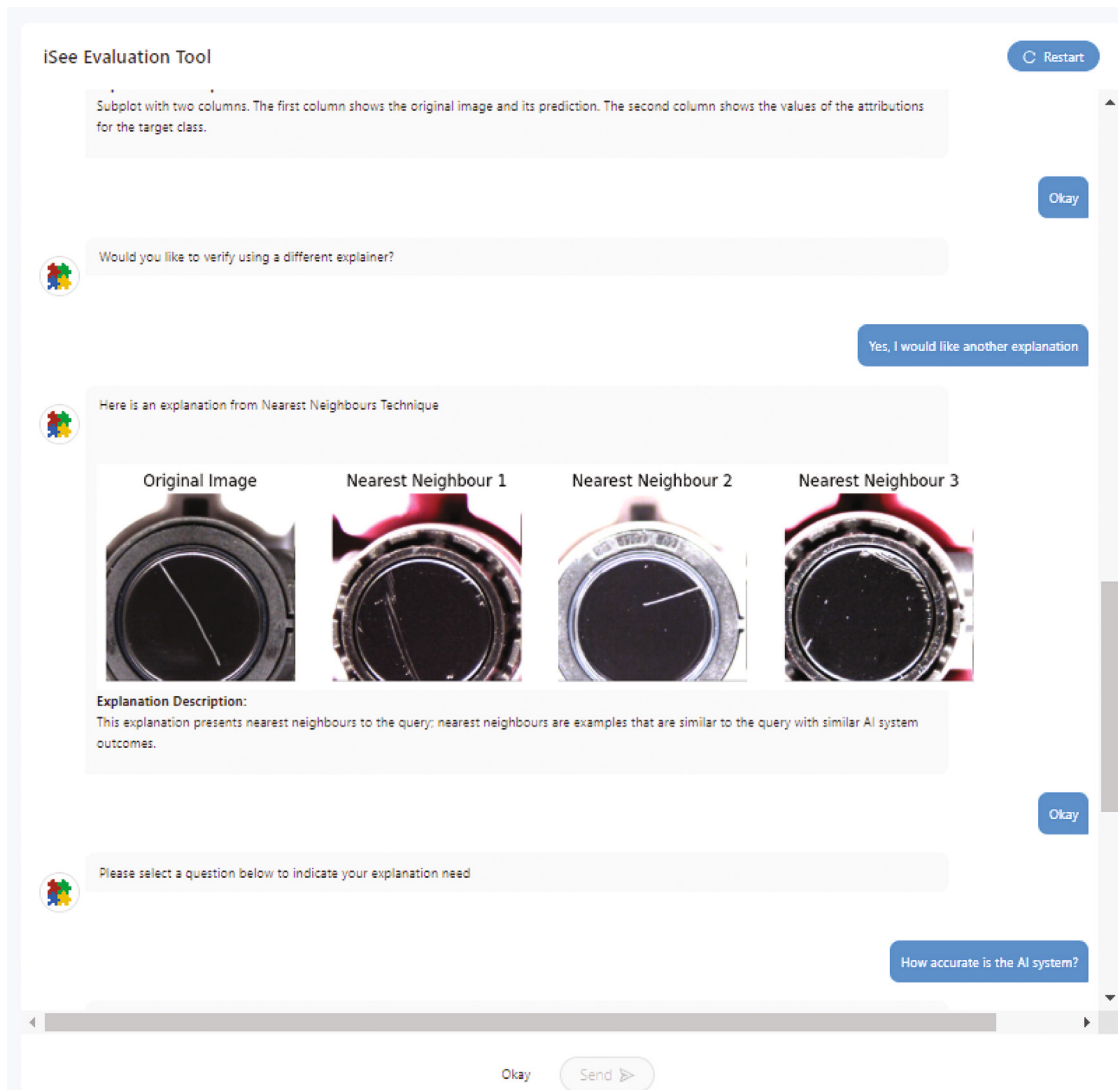 iSee Evaluation Tool
Restart
Subplot with two columns. The first column shows the original image and its prediction. The second column shows the values of the attributions
for the target class.
Okay
Would you like to verify using a different explainer?
Yes, I would like another explanation
Here is an explanation from Nearest Neighbours Technique
Original Image
Nearest Neighbour 1
Nearest Neighbour 2
Nearest Neighbour 3
Explanation Description:
This explanation presents nearest neighbours to the query; nearest neighbours are examples that are similar to the query with similar AI system
outcomes.
Okay
Please select a question below to indicate your explanation need
How accurate is the AI system?
Okay
Send